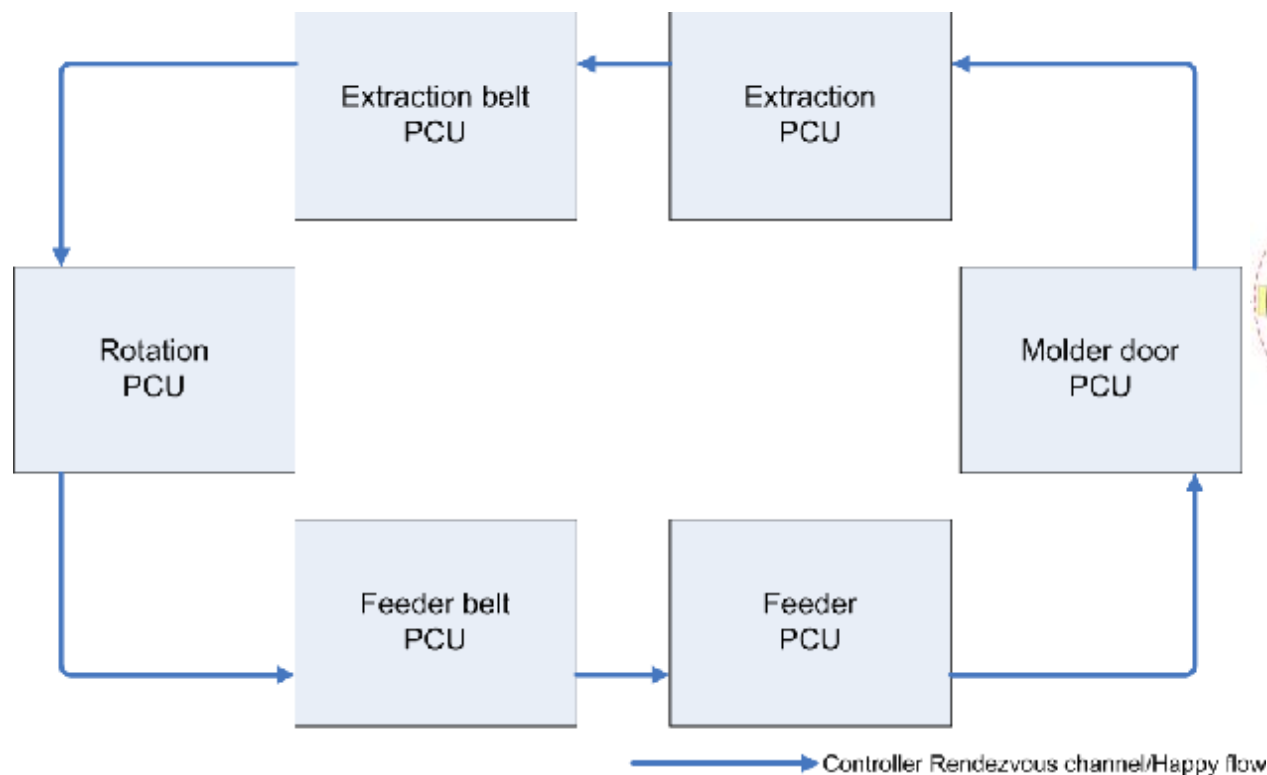 Extraction belt
PCU
Extraction
PCU
Rotation
PCU
Molder door
PCU
Feeder belt
PCU
Feeder
PCU
Controller Rendezvous channel/Happy flow